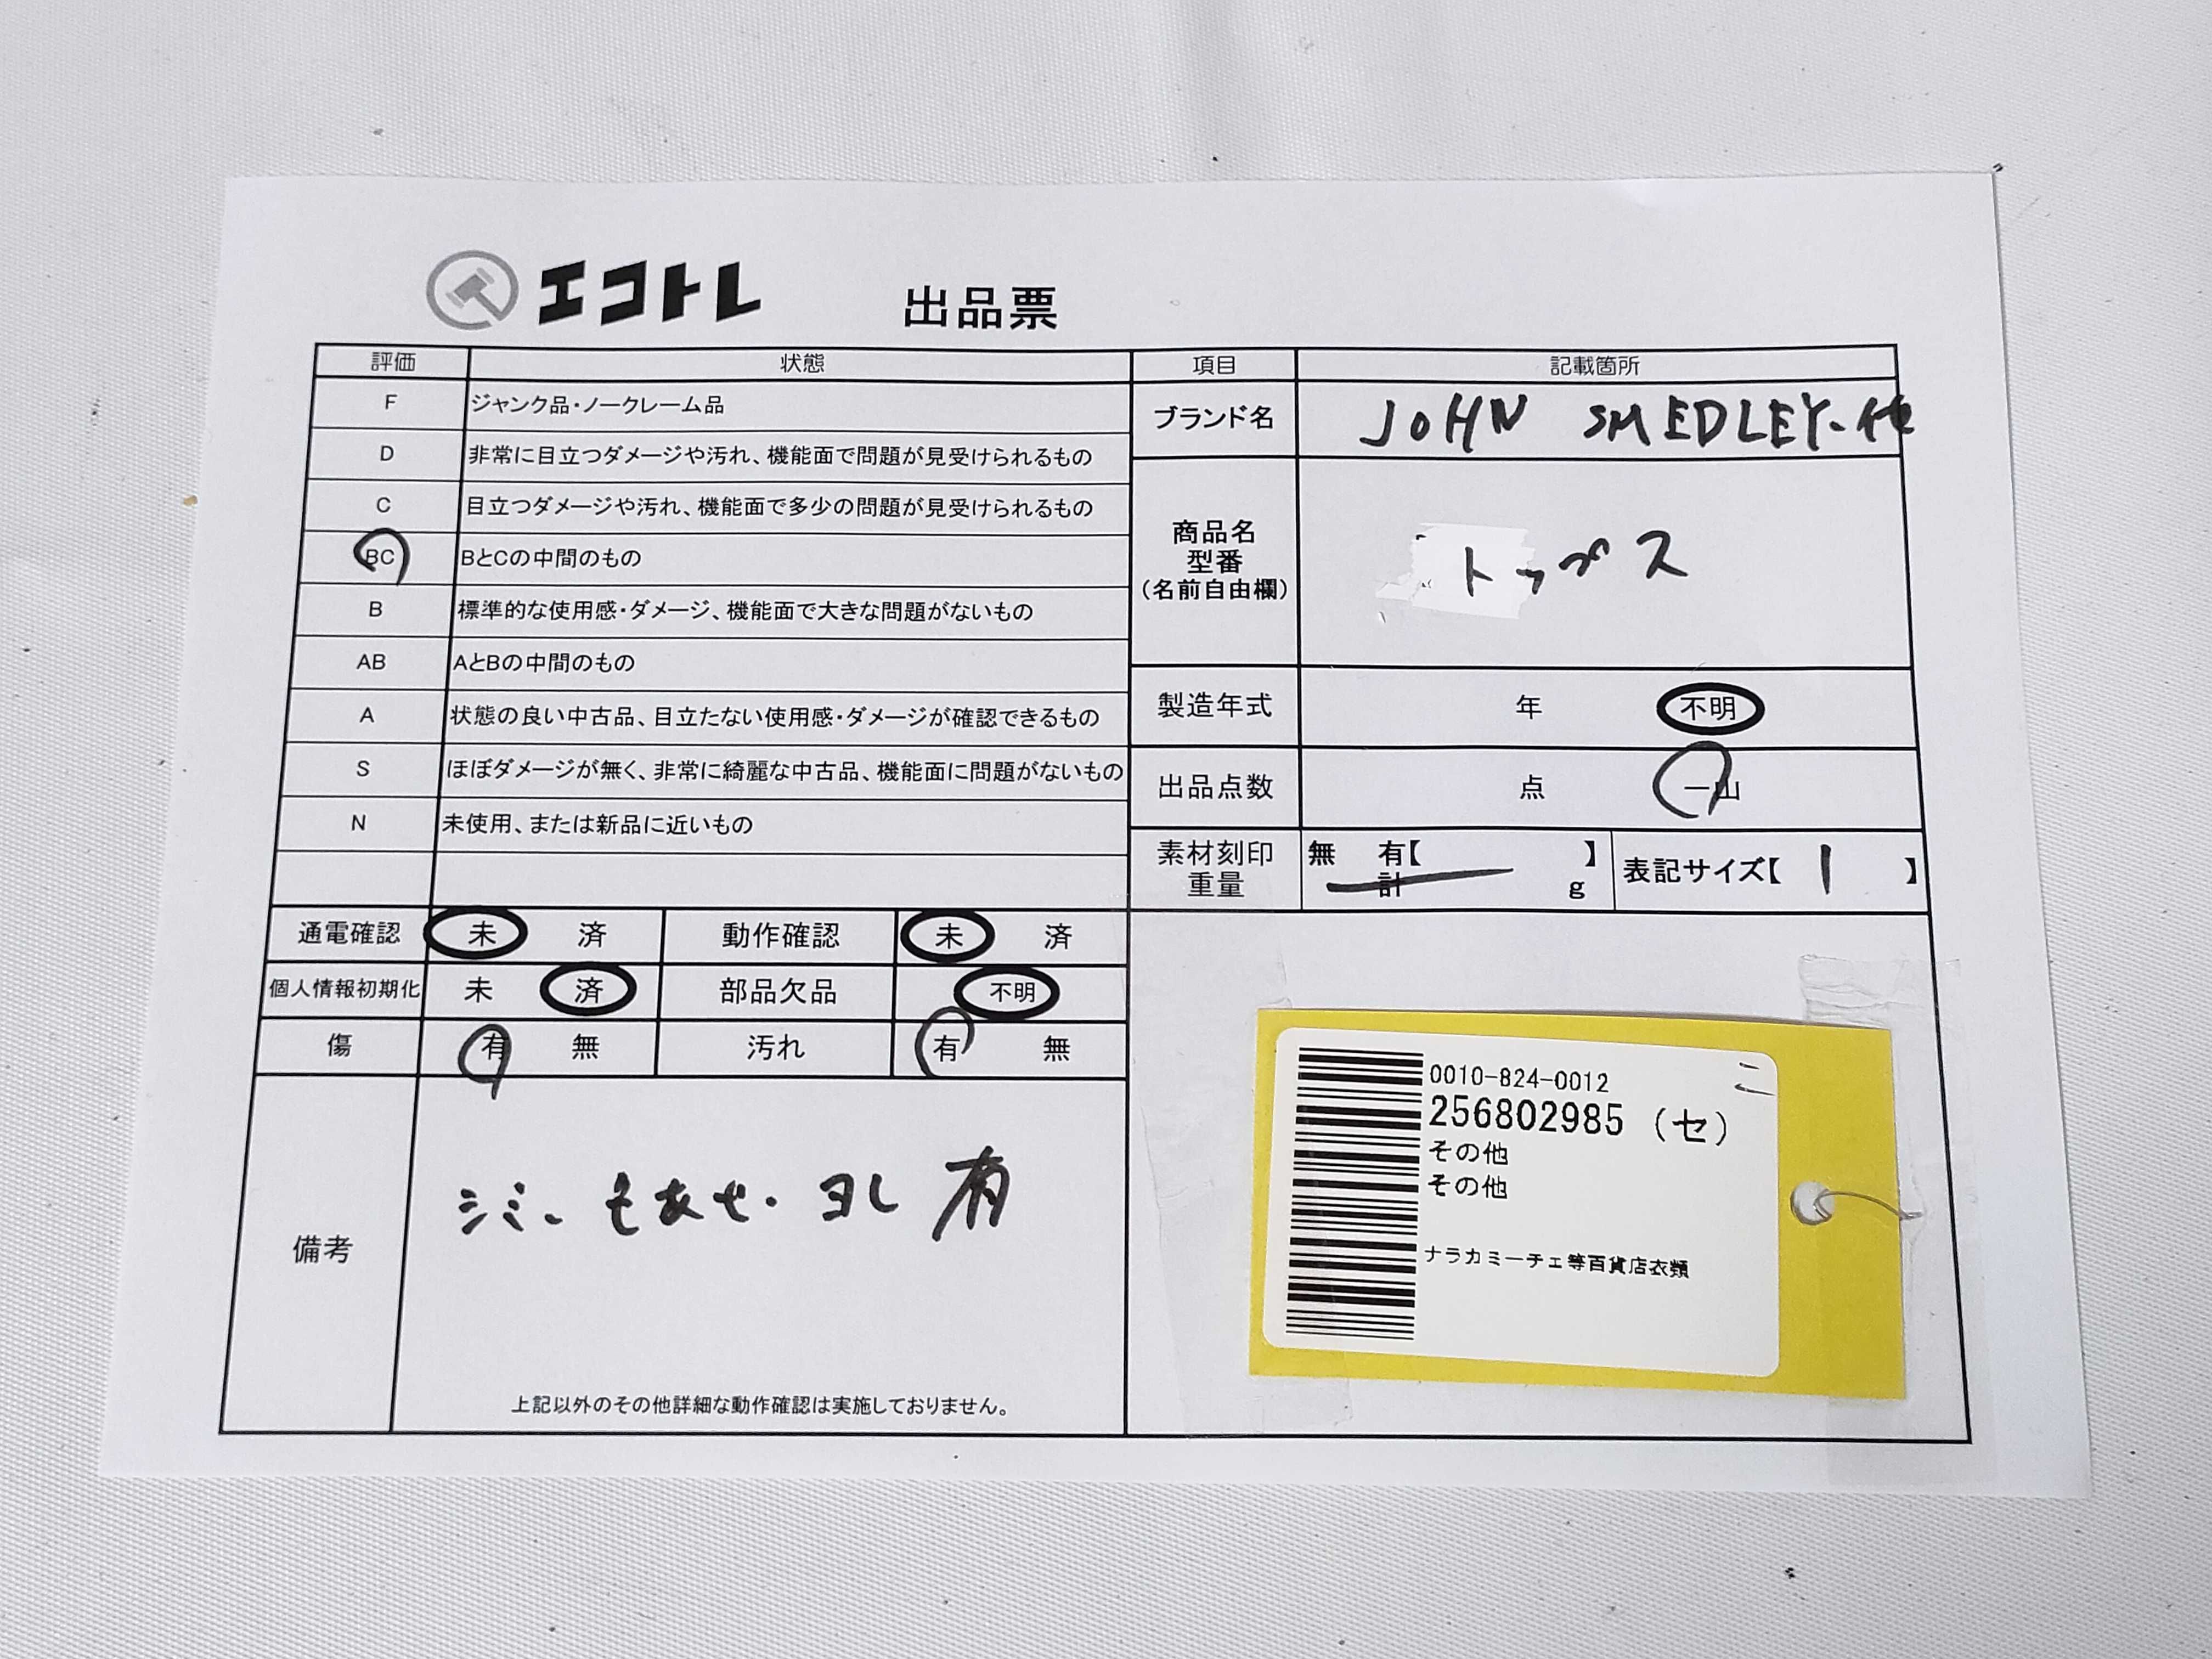 エコトレ 出品票
評価 状態
F ジャンク品・ノークレーム品
D 非常に目立つダメージや汚れ、機能面で問題が見受けられるもの
C 目立つダメージや汚れ、機能面で多少の問題が見受けられるもの
BC BとCの中間のもの
B 標準的な使用感・ダメージ、機能面で大きな問題がないもの
AB AとBの中間のもの
A 状態の良い中古品、目立たない使用感・ダメージが確認できるもの
S ほぼダメージが無く、非常に綺麗な中古品、機能面に問題がないもの
N 未使用、または新品に近いもの
項目 記載箇所
ブランド名 JOHN SMEDLEY、他
商品名
型番
(名前自由欄)
トップス
製造年式 年 不明
出品点数 点 一山
素材刻印 無 有【 】
重量 計 g
表記サイズ【 1 】
通電確認 未 済 動作確認 未 済
個人情報初期化 未 済 部品欠品 不明
傷 有 無 汚れ 有 無
備考
シミ、 ヨレ 有
上記以外のその他詳細な動作確認は実施しておりません。
0010-824-0012
256802985 (セ)
その他
その他
ナラカミーチェ等百貨店衣類